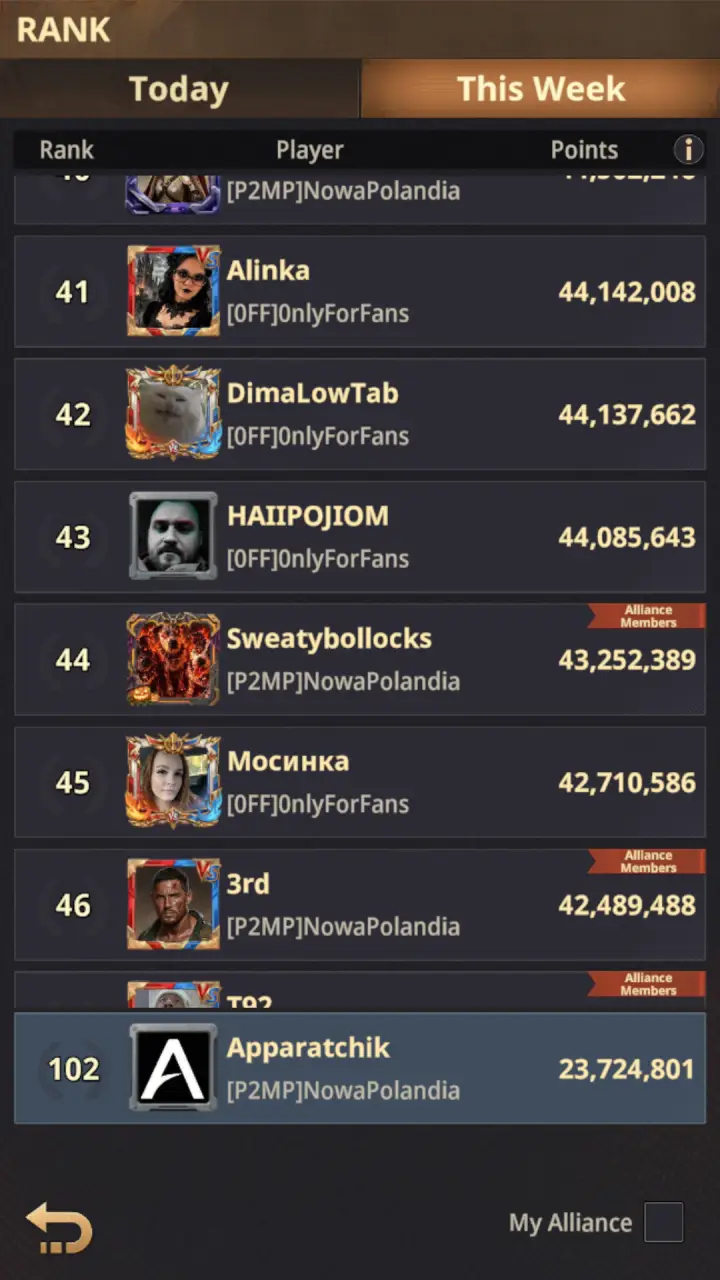 RANK
Today
This Week
Rank
Player
Points
[P2MP]NowaPolandia
41
Alinka
[0FF]0nlyForFans
44,142,008
42
DimaLowTab
[0FF]0nlyForFans
44,137,662
43
HAIIPOJIOM
[0FF]0nlyForFans
44,085,643
Alliance
Members
44
Sweatybollocks
[P2MP]NowaPolandia
43,252,389
45
Мосинка
[0FF]0nlyForFans
42,710,586
Alliance
Members
46
3rd
[P2MP]NowaPolandia
42,489,488
Alliance
Members
T92
102
Apparatchik
[P2MP]NowaPolandia
23,724,801
My Alliance